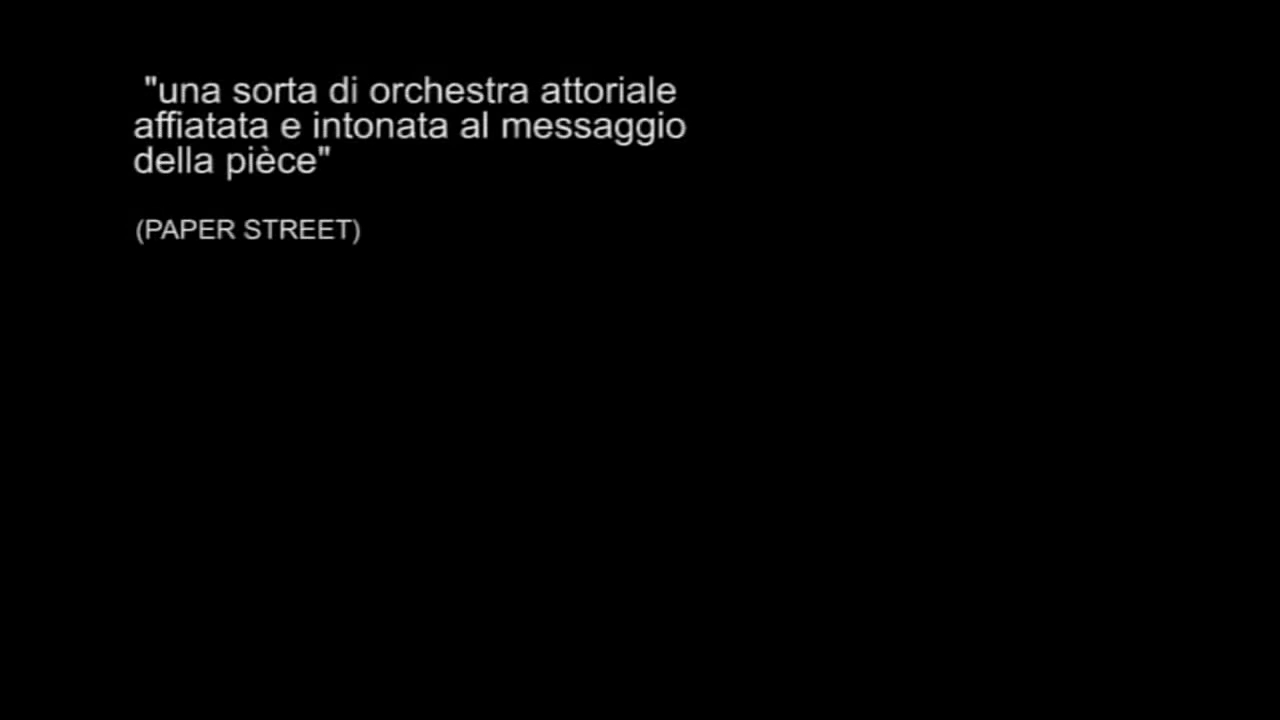 "una sorta di orchestra attoriale
affiatata e intonata al messaggio
della pièce"
(PAPER STREET)